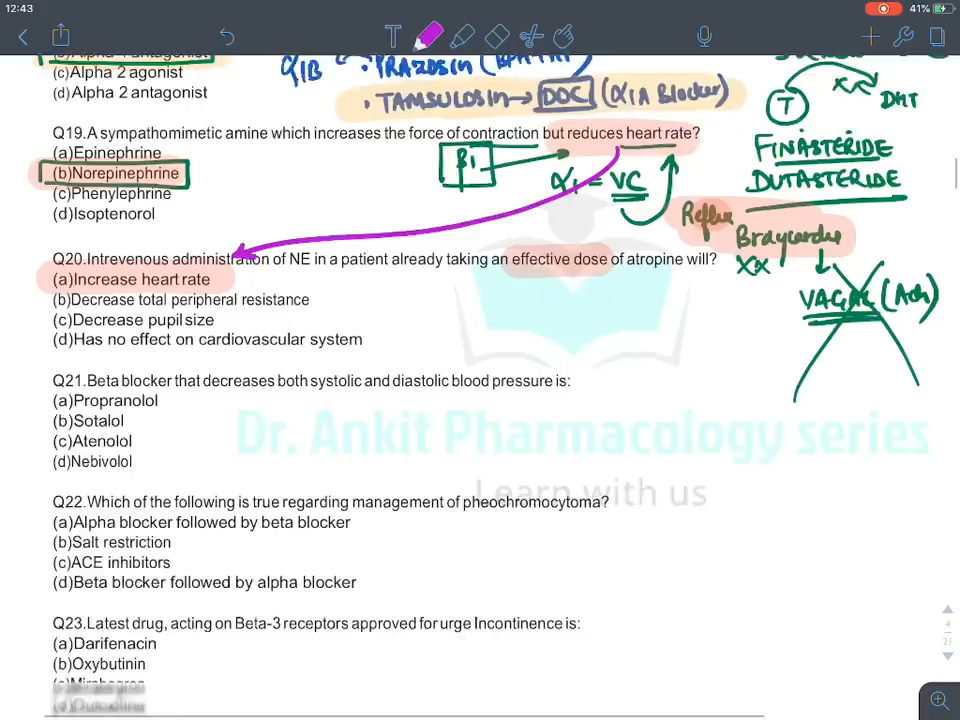 12:43
41%
(b)Alpha 1 antagonist
(c)Alpha 2 agonist
(d)Alpha 2 antagonist
α1B
• PRAZOSIN
• TAMSULOSIN → DOC (α1A Blocker)
T
XX
DHT
FINASTERIDE
DUTASTERIDE
Q19.A sympathomimetic amine which increases the force of contraction but reduces heart rate?
(a)Epinephrine
(b)Norepinephrine
(c)Phenylephrine
(d)Isoptenorol
β1
α1 = VC
Reflex
Q20.Intrevenous administration of NE in a patient already taking an effective dose of atropine will?
(a)Increase heart rate
(b)Decrease total peripheral resistance
(c)Decrease pupil size
(d)Has no effect on cardiovascular system
XX
VAGAL (Ach)
Q21.Beta blocker that decreases both systolic and diastolic blood pressure is:
(a)Propranolol
(b)Sotalol
(c)Atenolol
(d)Nebivolol
Dr. Ankit Pharmacology series
Learn with us
Q22.Which of the following is true regarding management of pheochromocytoma?
(a)Alpha blocker followed by beta blocker
(b)Salt restriction
(c)ACE inhibitors
(d)Beta blocker followed by alpha blocker
Q23.Latest drug, acting on Beta-3 receptors approved for urge Incontinence is:
(a)Darifenacin
(b)Oxybutinin
4
21